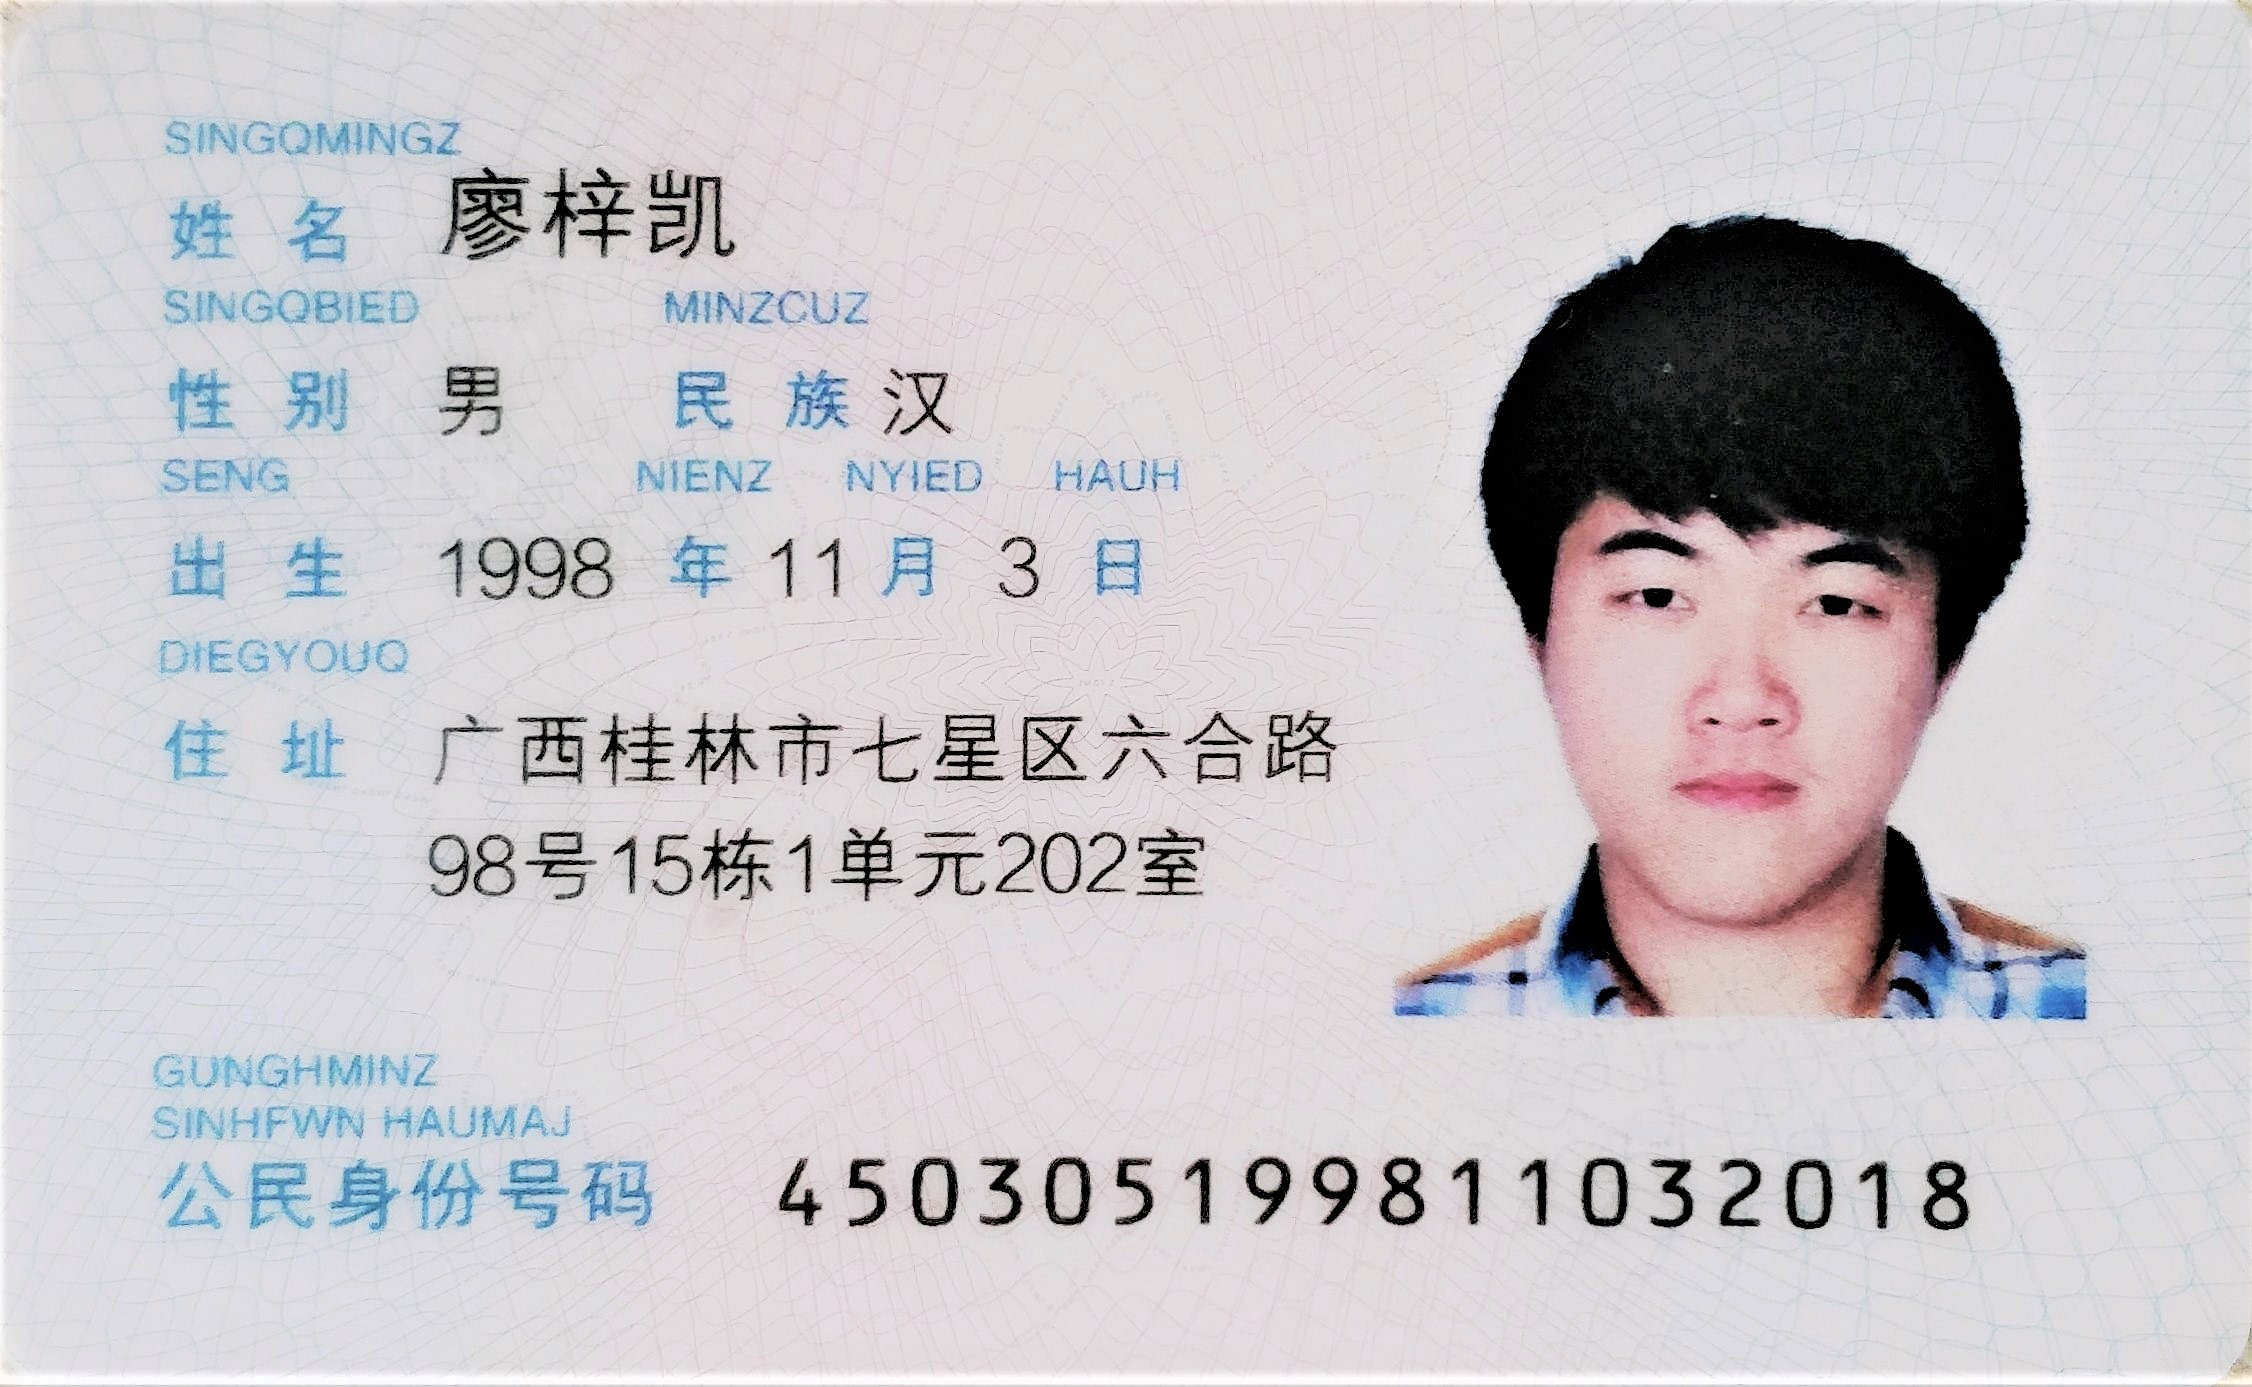 SINGQMINGZ
姓 名 廖梓凯
SINGQBIED MINZCUZ
性 别 男 民 族 汉
SENG NIENZ NYIED HAUH
出 生 1998 年 11 月 3 日
DIEGYOUQ
住 址 广西桂林市七星区六合路
98号15栋1单元202室
GUNGHMINZ
SINHFWN HAUMAJ
公民身份号码 450305199811032018